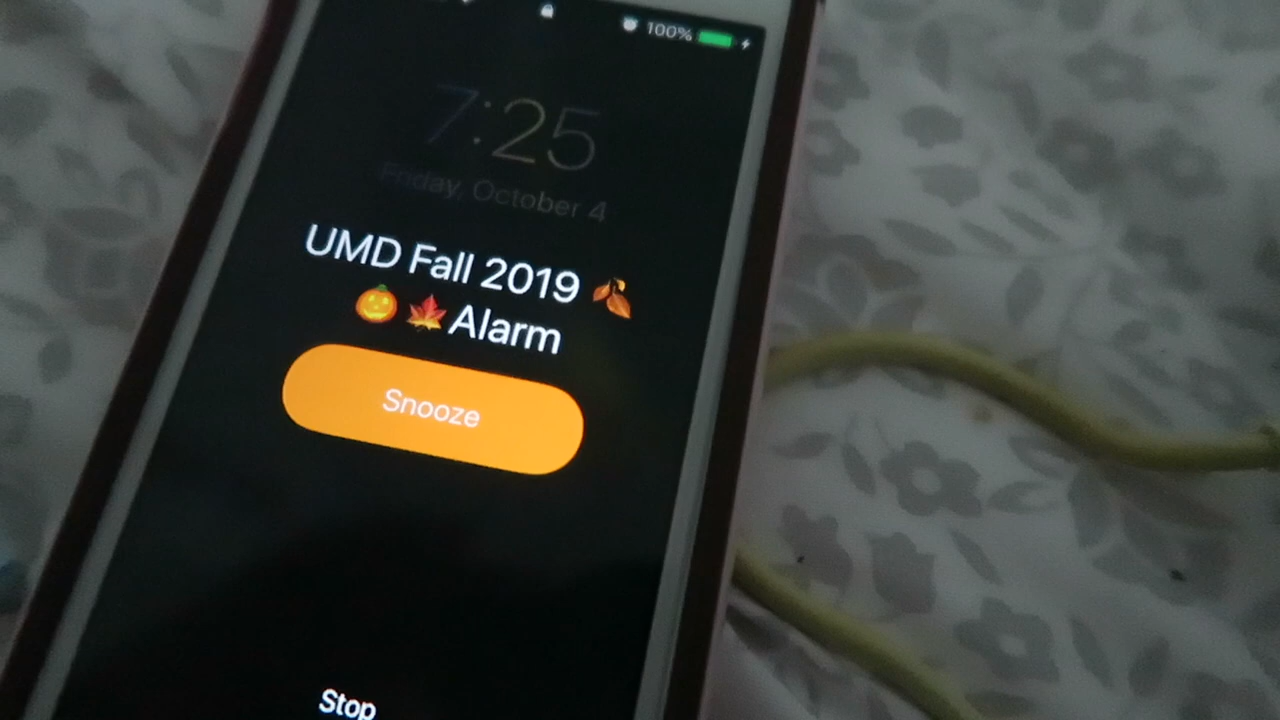 100%
7:25
Friday, October 4
UMD Fall 2019 🍂
🎃🍁Alarm
Snooze
Stop